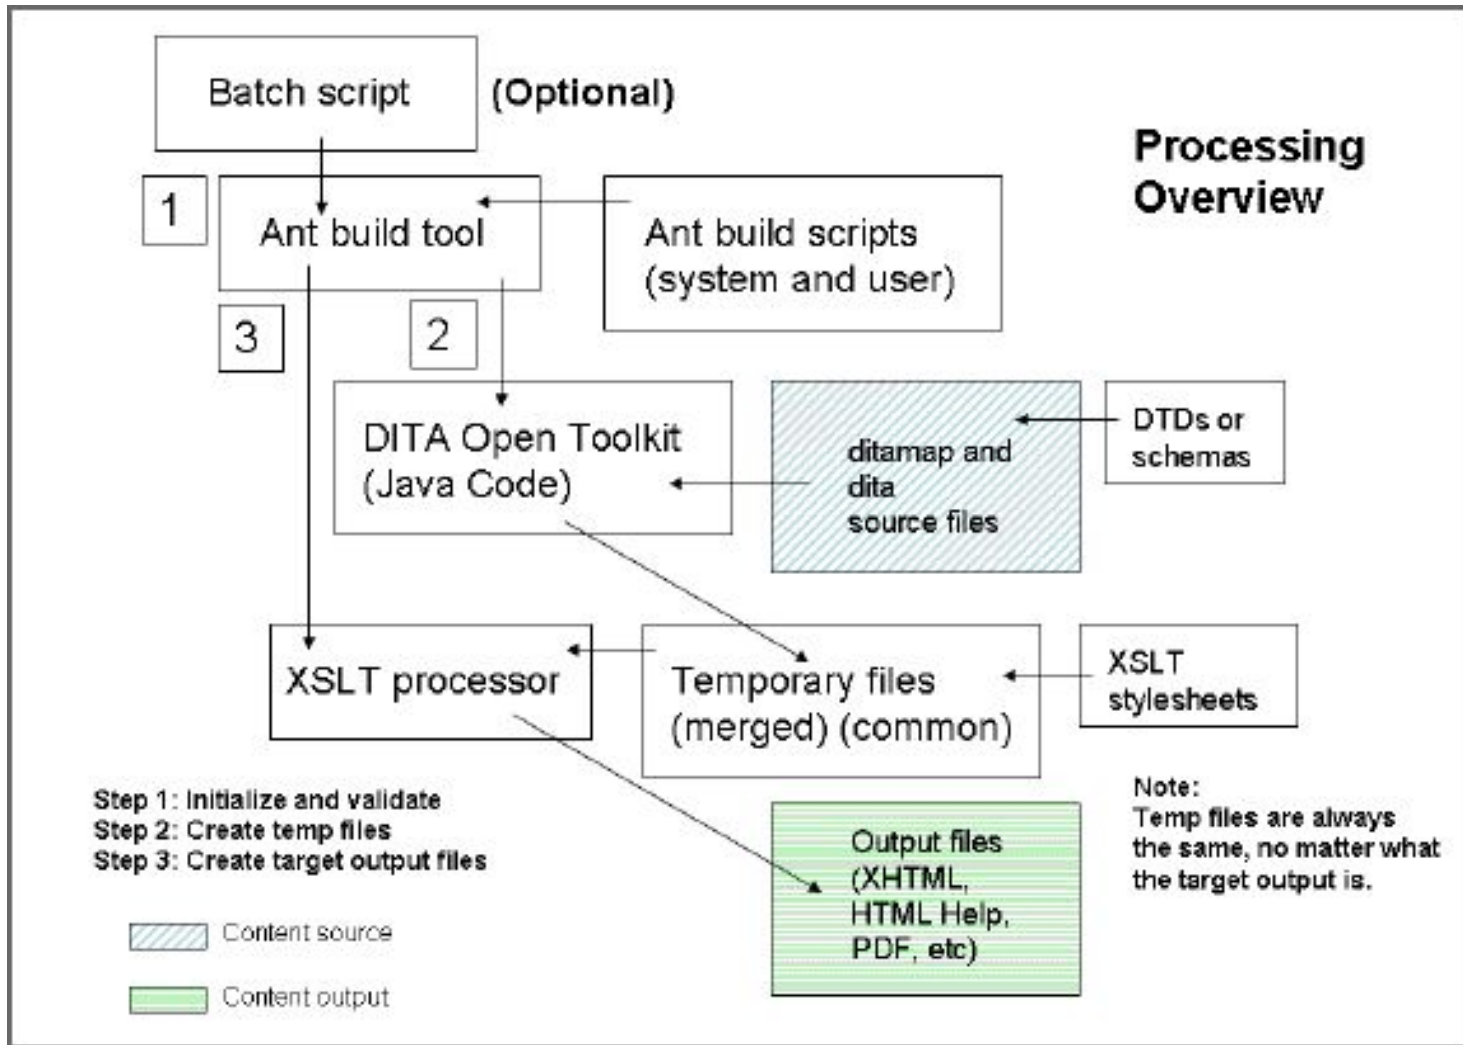 Batch script
(Optional)
Processing
Overview
1
Ant build tool
Ant build scripts
(system and user)
3
2
DITA Open Toolkit
(Java Code)
ditamap and
dita
source files
DTDs or
schemas
XSLT processor
Temporary files
(merged) (common)
XSLT
stylesheets
Step 1: Initialize and validate
Step 2: Create temp files
Step 3: Create target output files
Note:
Temp files are always
the same, no matter what
the target output is.
Output files
(XHTML,
HTML Help,
PDF, etc)
Content source
Content output